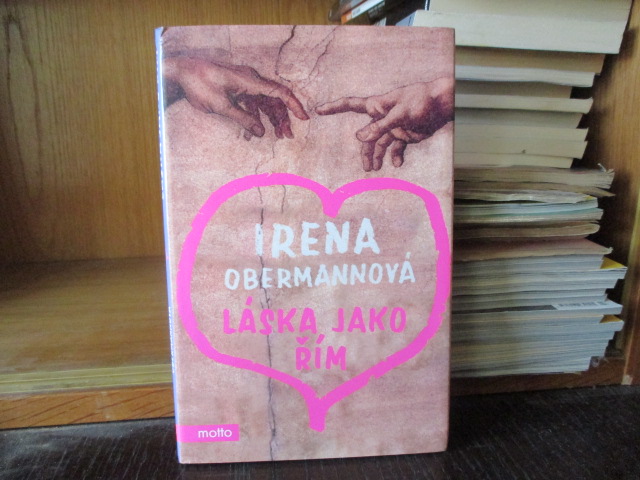 IRENA
OBERMANNOVÁ
LÁSKA JAKO
ŘÍM
motto